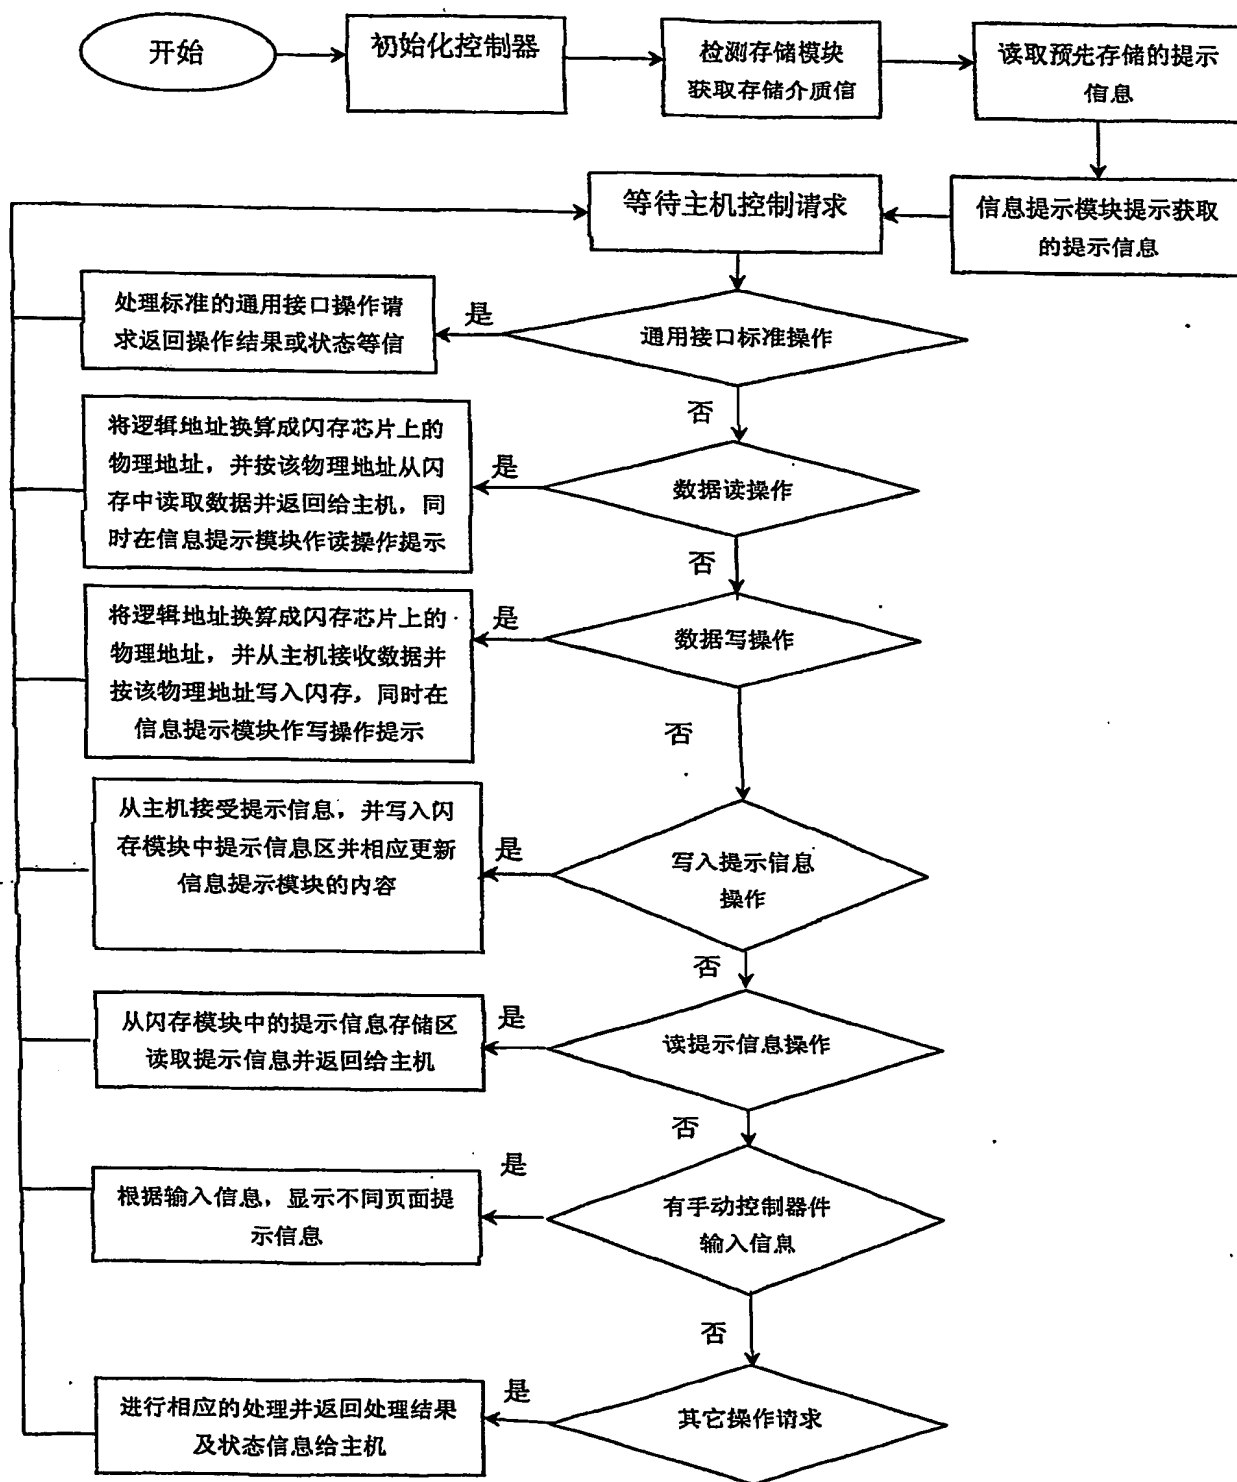 开始
初始化控制器
检测存储模块
获取存储介质信
读取预先存储的提示
信息
等待主机控制请求
信息提示模块提示获取
的提示信息
处理标准的通用接口操作请
求返回操作结果或状态等信
是
通用接口标准操作
否
将逻辑地址换算成闪存芯片上的
物理地址，并按该物理地址从闪
存中读取数据并返回给主机，同
时在信息提示模块作读操作提示
是
数据读操作
否
将逻辑地址换算成闪存芯片上的
物理地址，并从主机接收数据并
按该物理地址写入闪存，同时在
信息提示模块作写操作提示
是
数据写操作
否
从主机接受提示信息，并写入闪
存模块中提示信息区并相应更新
信息提示模块的内容
是
写入提示信息
操作
否
从闪存模块中的提示信息存储区
读取提示信息并返回给主机
是
读提示信息操作
否
根据输入信息，显示不同页面提
示信息
是
有手动控制器件
输入信息
否
进行相应的处理并返回处理结果
及状态信息给主机
是
其它操作请求